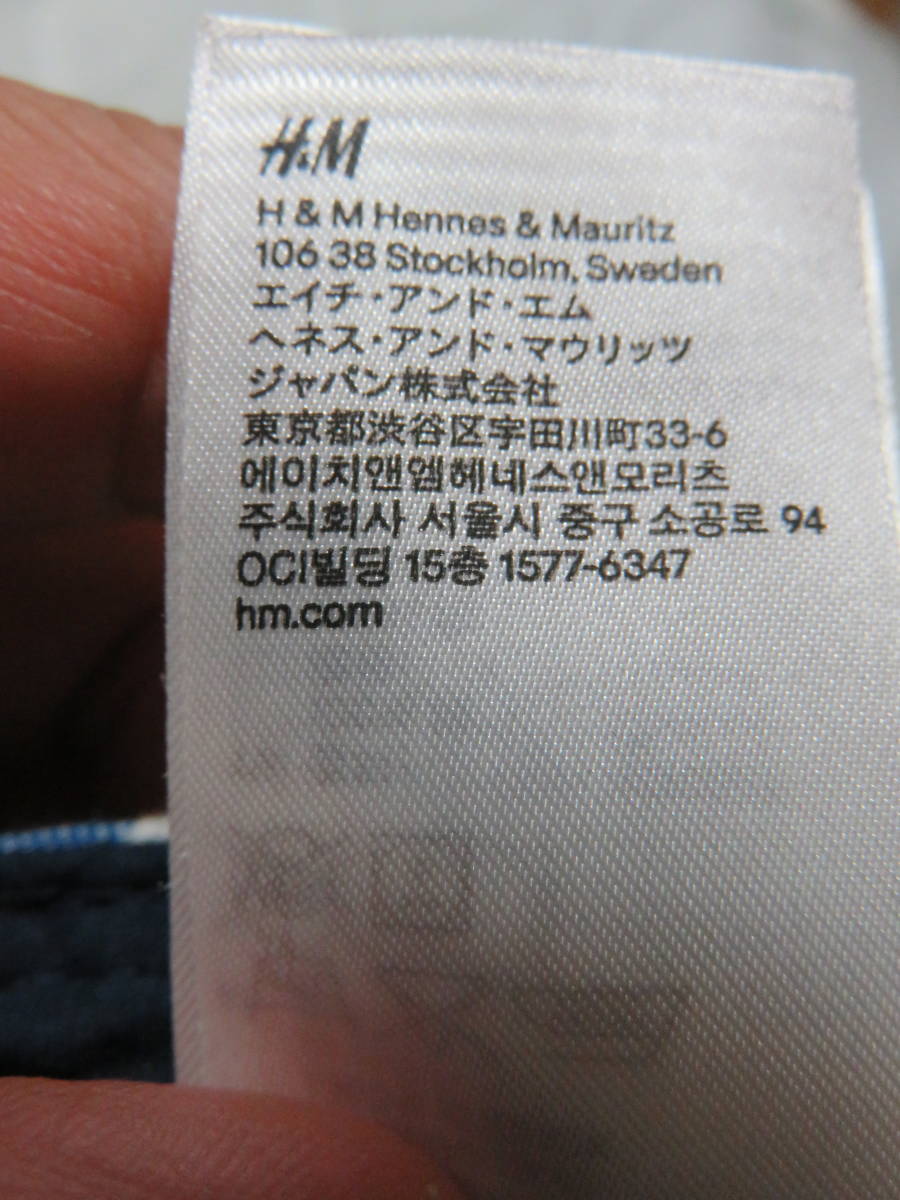 H&M
H & M Hennes & Mauritz
106 38 Stockholm, Sweden
エイチ・アンド・エム
ヘネス・アンド・マウリッツ
ジャパン株式会社
東京都渋谷区宇田川町33-6
에이치앤엠헤네스앤모리츠
주식회사 서울시 중구 소공로 94
OCI빌딩 15층 1577-6347
hm.com